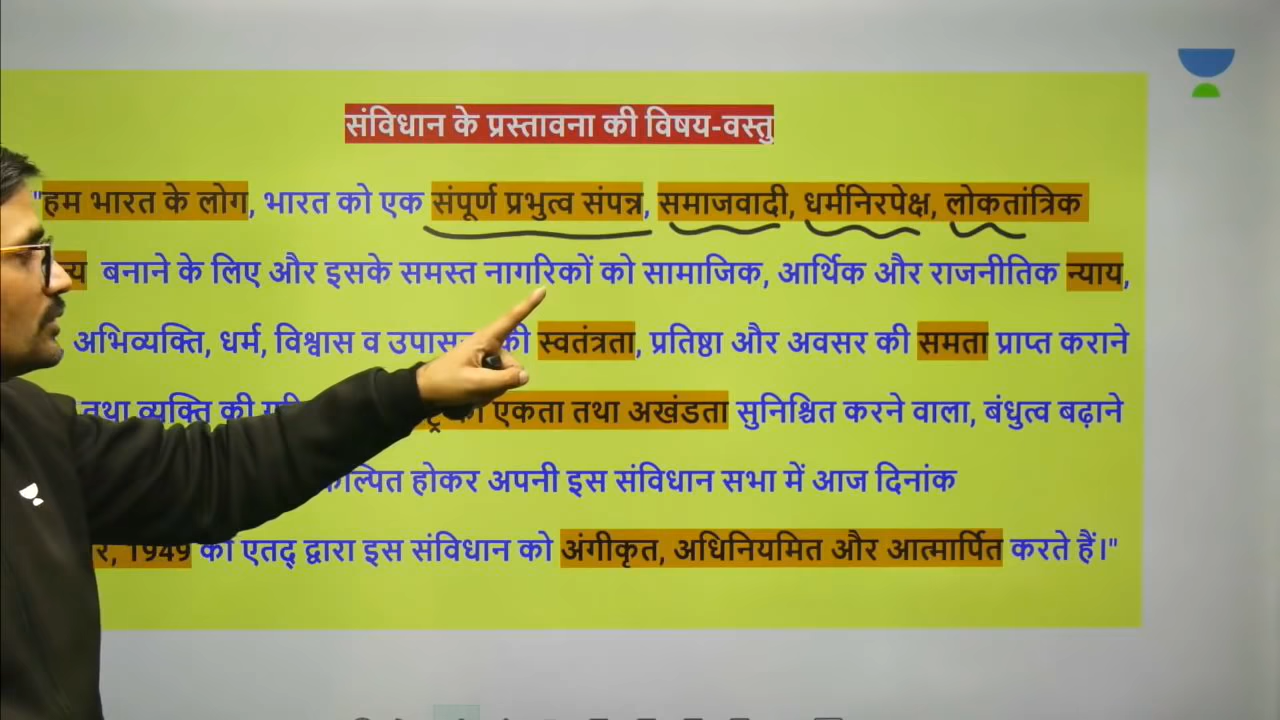 संविधान के प्रस्तावना की विषय-वस्तु
"हम भारत के लोग, भारत को एक संपूर्ण प्रभुत्व संपन्न, समाजवादी, धर्मनिरपेक्ष, लोकतांत्रिक
बनाने के लिए और इसके समस्त नागरिकों को सामाजिक, आर्थिक और राजनीतिक न्याय,
अभिव्यक्ति, धर्म, विश्वास व की स्वतंत्रता, प्रतिष्ठा और अवसर की समता प्राप्त कराने
तथा व्यक्ति की एकता तथा अखंडता सुनिश्चित करने वाला, बंधुत्व बढ़ाने
होकर अपनी इस संविधान सभा में आज दिनांक
1949 को एतद् द्वारा इस संविधान को अंगीकृत, अधिनियमित और आत्मार्पित करते हैं।"